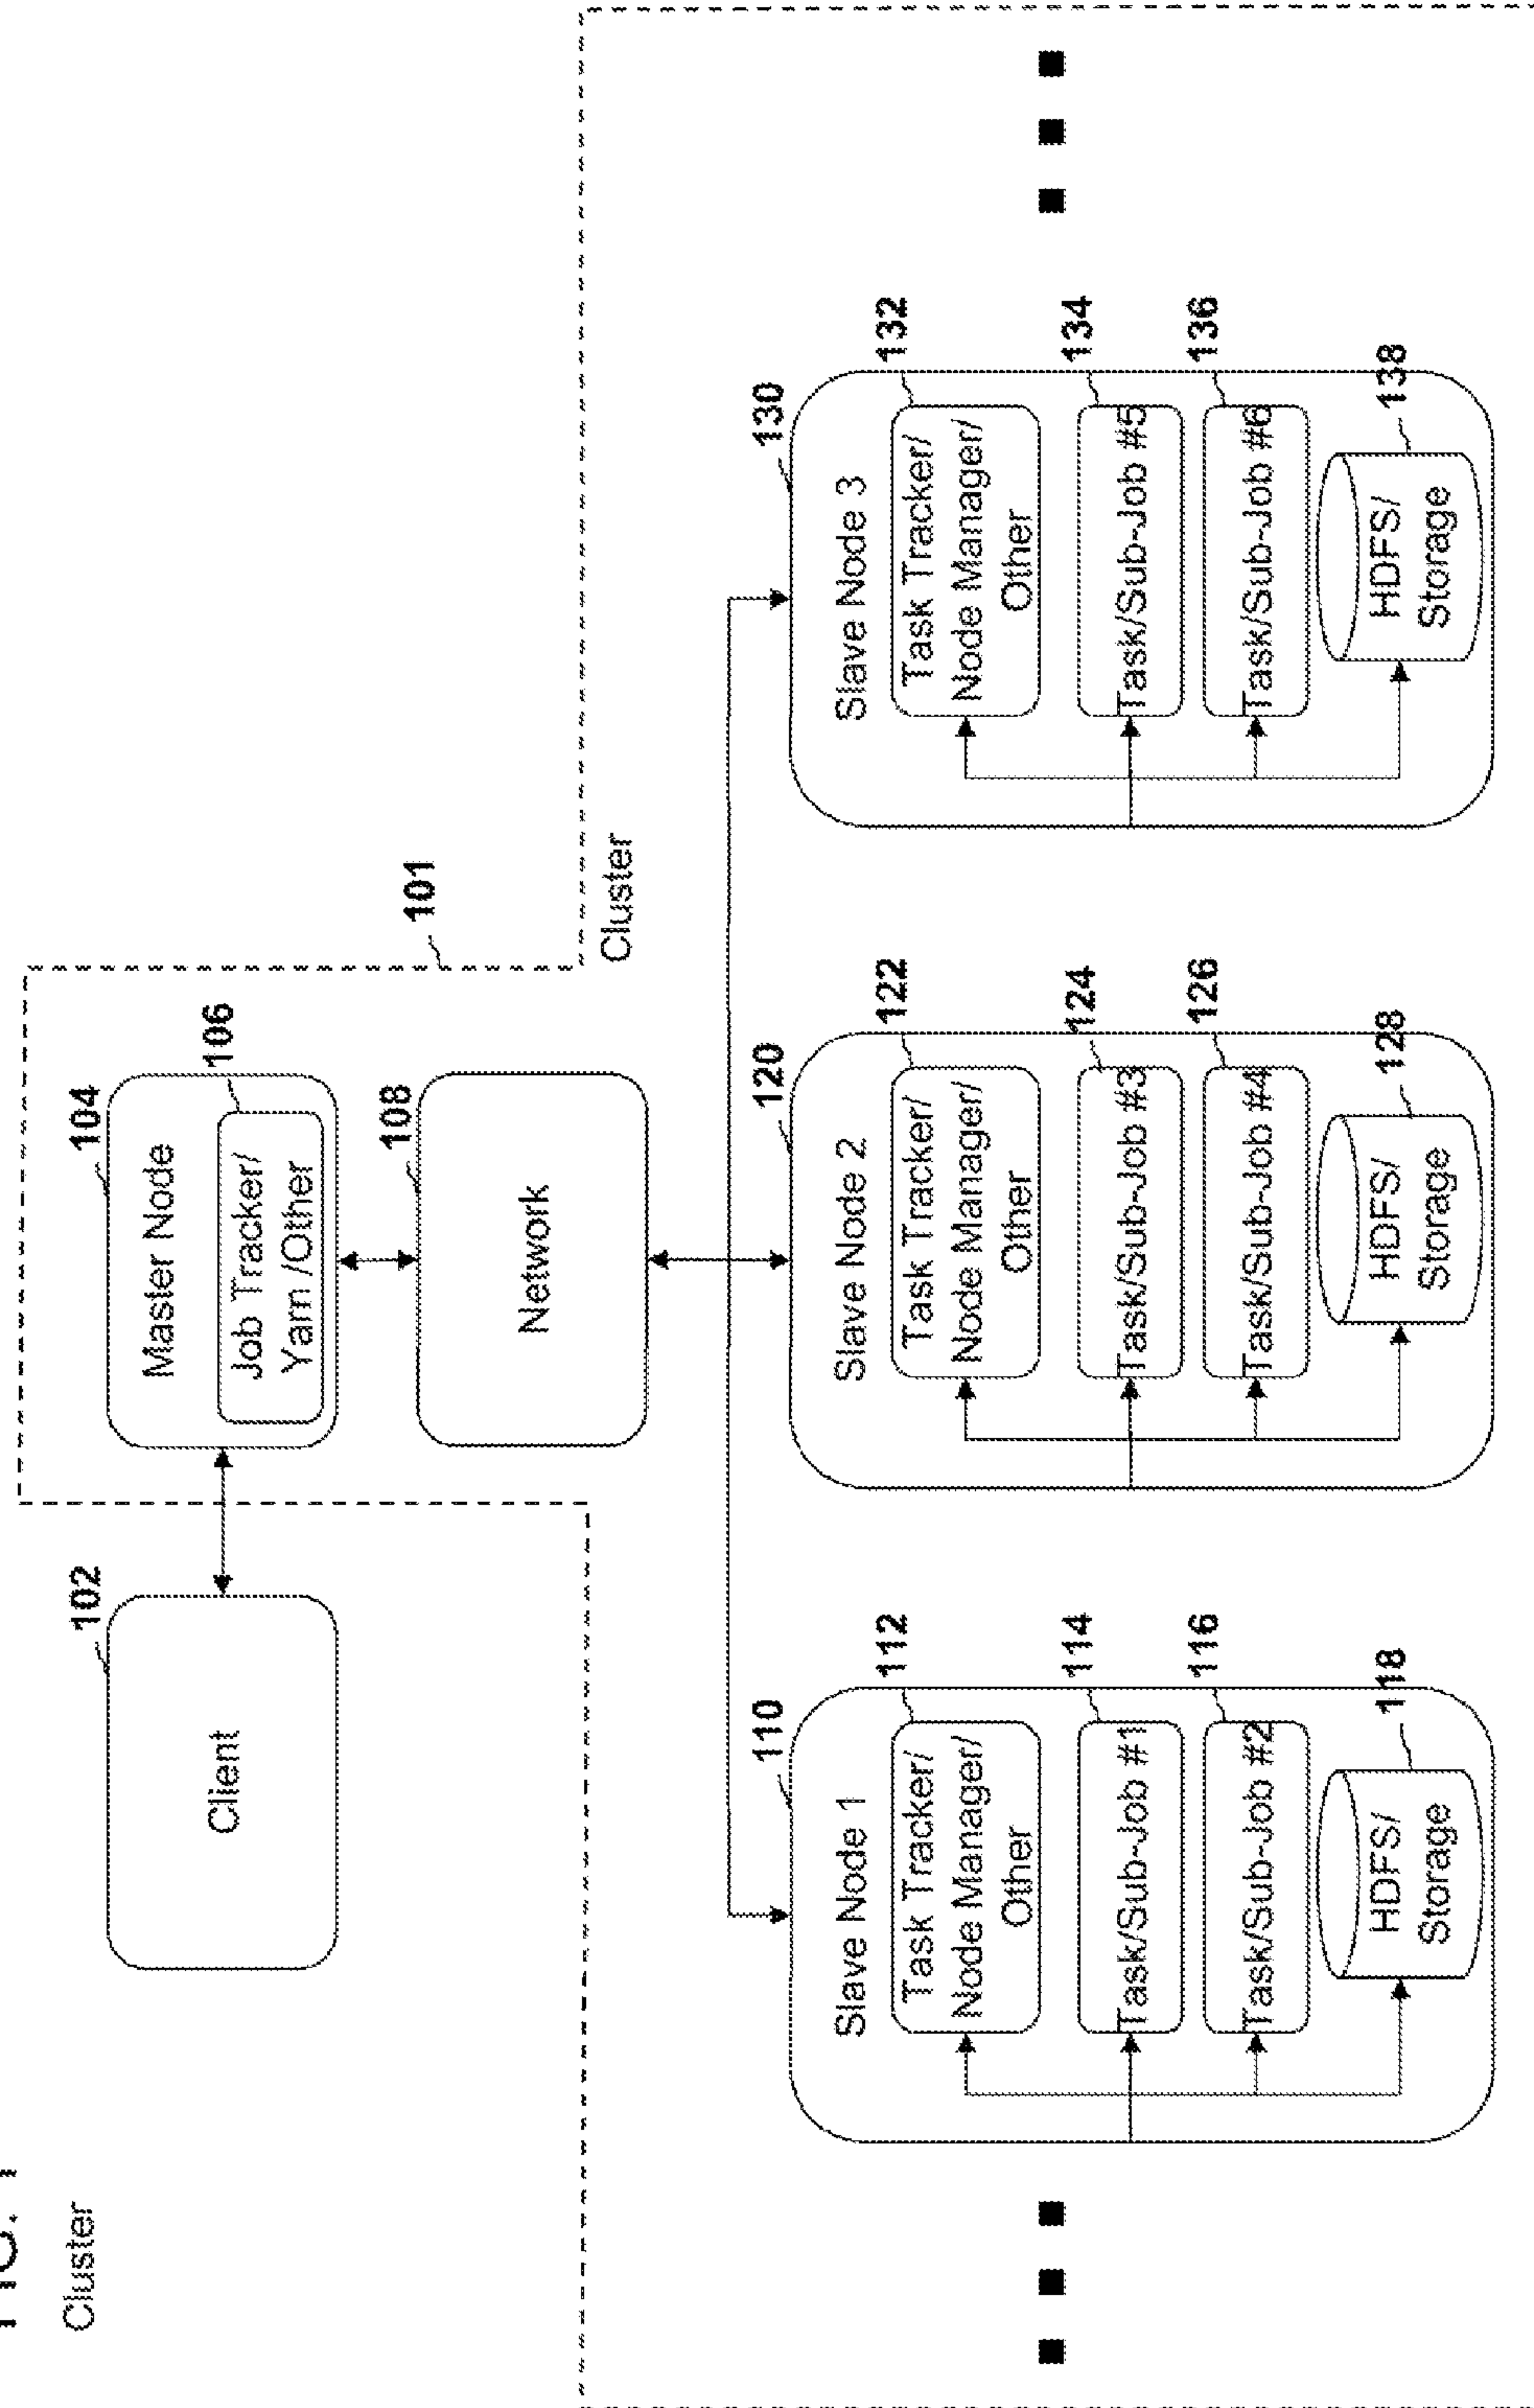 FIG. 1
Cluster
102
Client
104
Master Node
106
Job Tracker/
Yarn /Other
101
108
Network
Cluster
110
Slave Node 1
112
Task Tracker/
Node Manager/
Other
114
Task/Sub-Job #1
116
Task/Sub-Job #2
118
HDFS/
Storage
120
Slave Node 2
122
Task Tracker/
Node Manager/
Other
124
Task/Sub-Job #3
126
Task/Sub-Job #4
128
HDFS/
Storage
130
Slave Node 3
132
Task Tracker/
Node Manager/
Other
134
Task/Sub-Job #5
136
Task/Sub-Job #6
138
HDFS/
Storage